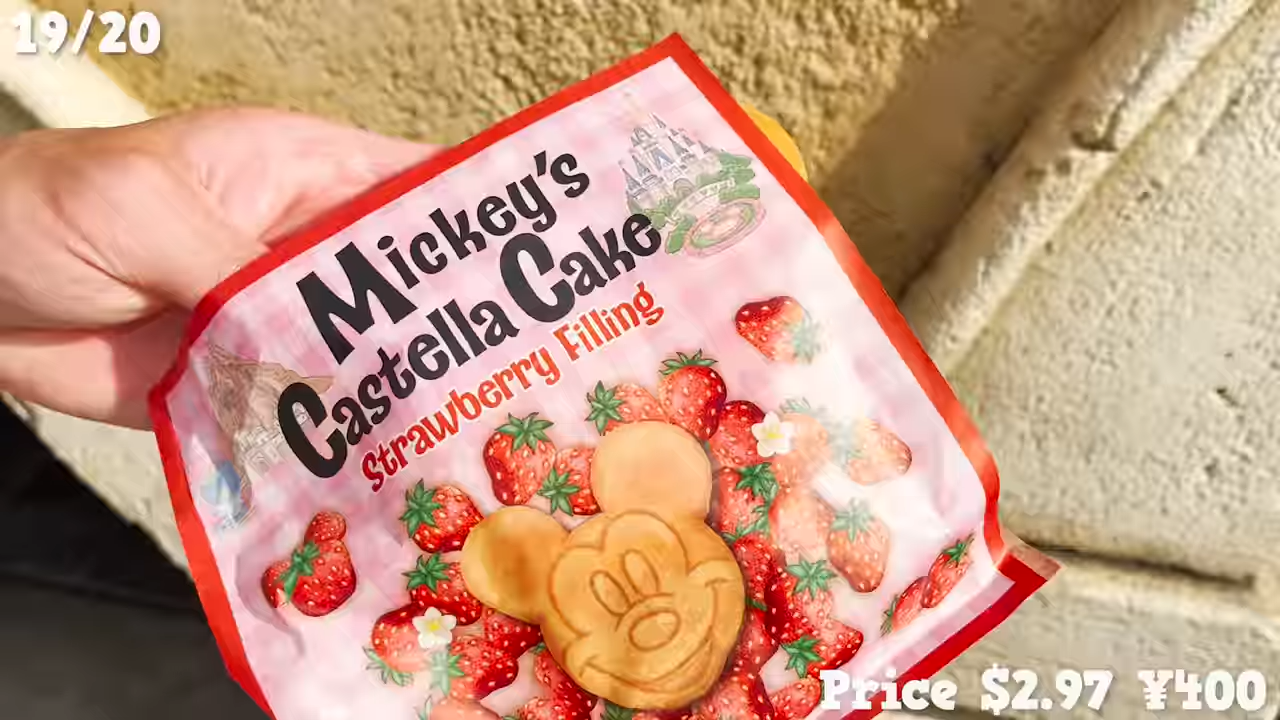 19/20
Mickey's
Castella Cake
Strawberry Filling
Price $2.97 ¥400